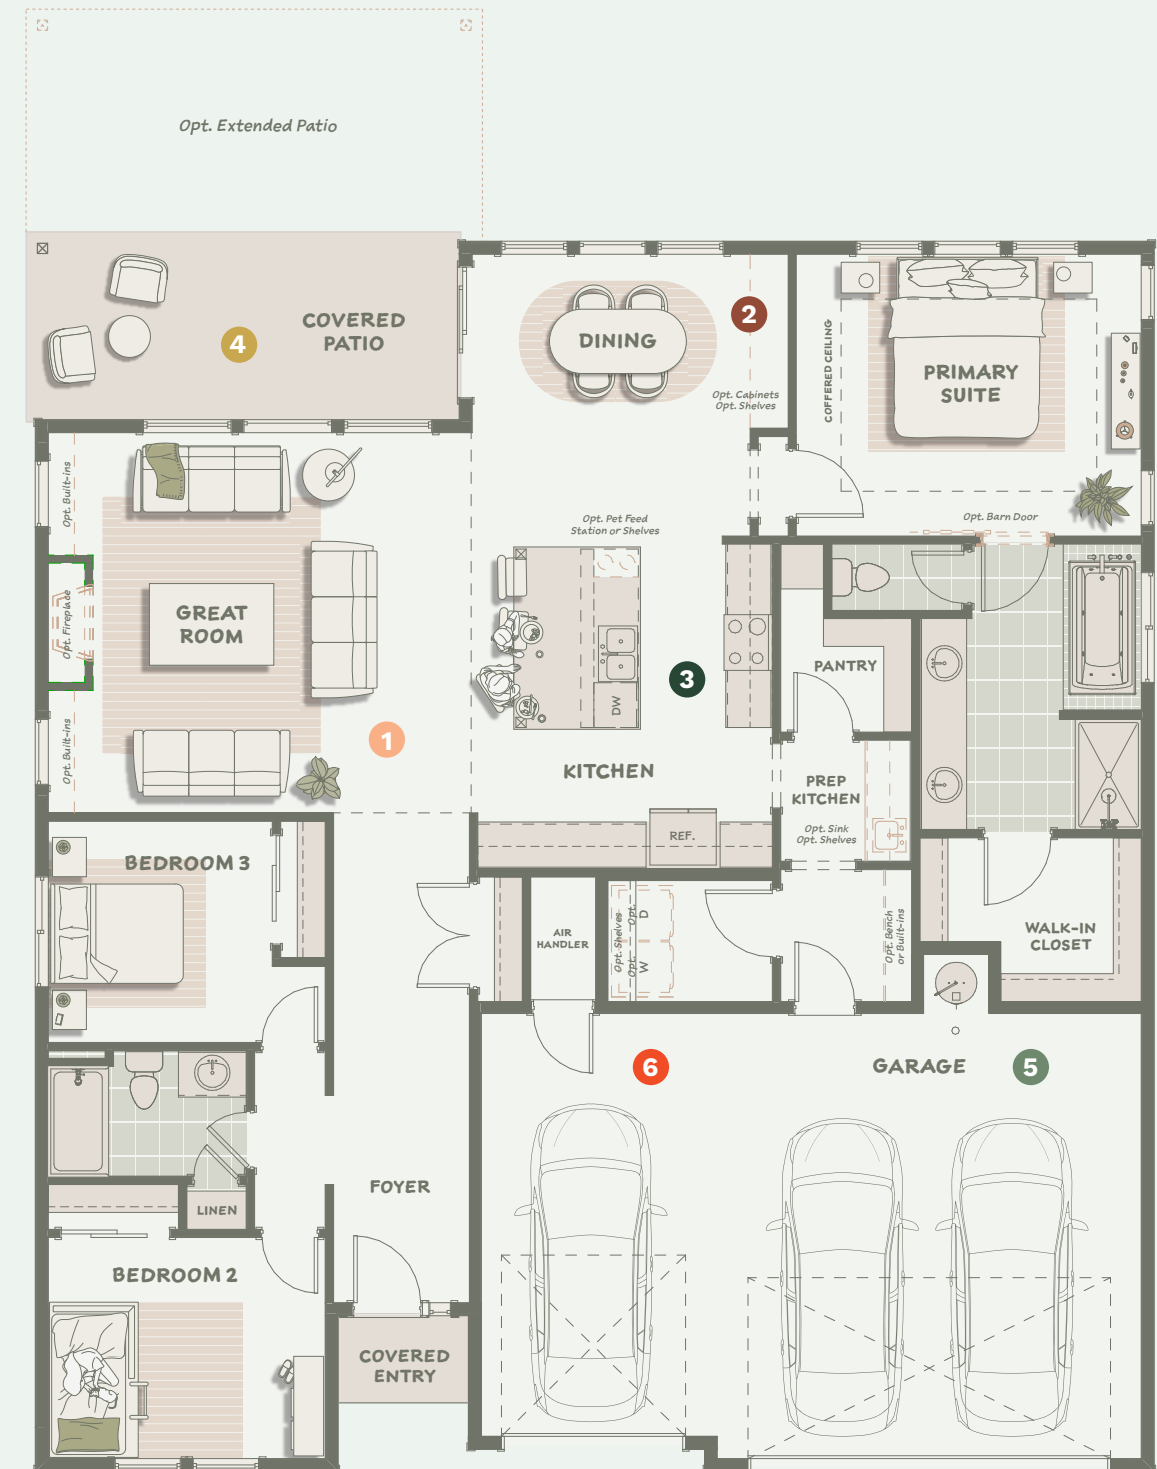 Opt. Extended Patio
COVERED
PATIO
4
DINING
2
Opt. Cabinets
Opt. Shelves
COFFERED CEILING
PRIMARY
SUITE
Opt. Built-ins
Opt. Pet Feed
Station or Shelves
Opt. Barn Door
Opt. Fireplace
GREAT
ROOM
PANTRY
3
DW
Opt. Built-ins
1
KITCHEN
PREP
KITCHEN
Opt. Sink
Opt. Shelves
REF.
BEDROOM 3
AIR
HANDLER
Opt. Shelves
Opt.
Opt.
D
W
Opt. Bench
or Built-ins
WALK-IN
CLOSET
6
GARAGE
5
FOYER
LINEN
BEDROOM 2
COVERED
ENTRY